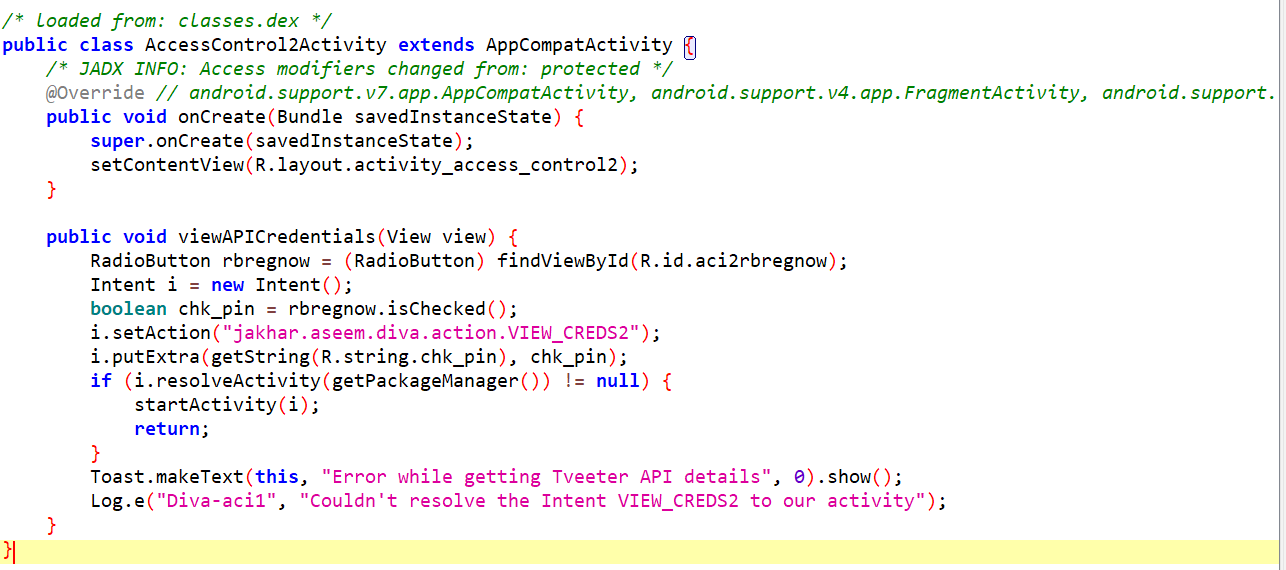 /* loaded from: classes.dex */
public class AccessControl2Activity extends AppCompatActivity {
    /* JADX INFO: Access modifiers changed from: protected */
    @Override // android.support.v7.app.AppCompatActivity, android.support.v4.app.FragmentActivity, android.support.
    public void onCreate(Bundle savedInstanceState) {
        super.onCreate(savedInstanceState);
        setContentView(R.layout.activity_access_control2);
    }

    public void viewAPICredentials(View view) {
        RadioButton rbregnow = (RadioButton) findViewById(R.id.aci2rbregnow);
        Intent i = new Intent();
        boolean chk_pin = rbregnow.isChecked();
        i.setAction("jakhar.aseem.diva.action.VIEW_CREDS2");
        i.putExtra(getString(R.string.chk_pin), chk_pin);
        if (i.resolveActivity(getPackageManager()) != null) {
            startActivity(i);
            return;
        }
        Toast.makeText(this, "Error while getting Tveeter API details", 0).show();
        Log.e("Diva-aci1", "Couldn't resolve the Intent VIEW_CREDS2 to our activity");
    }
}